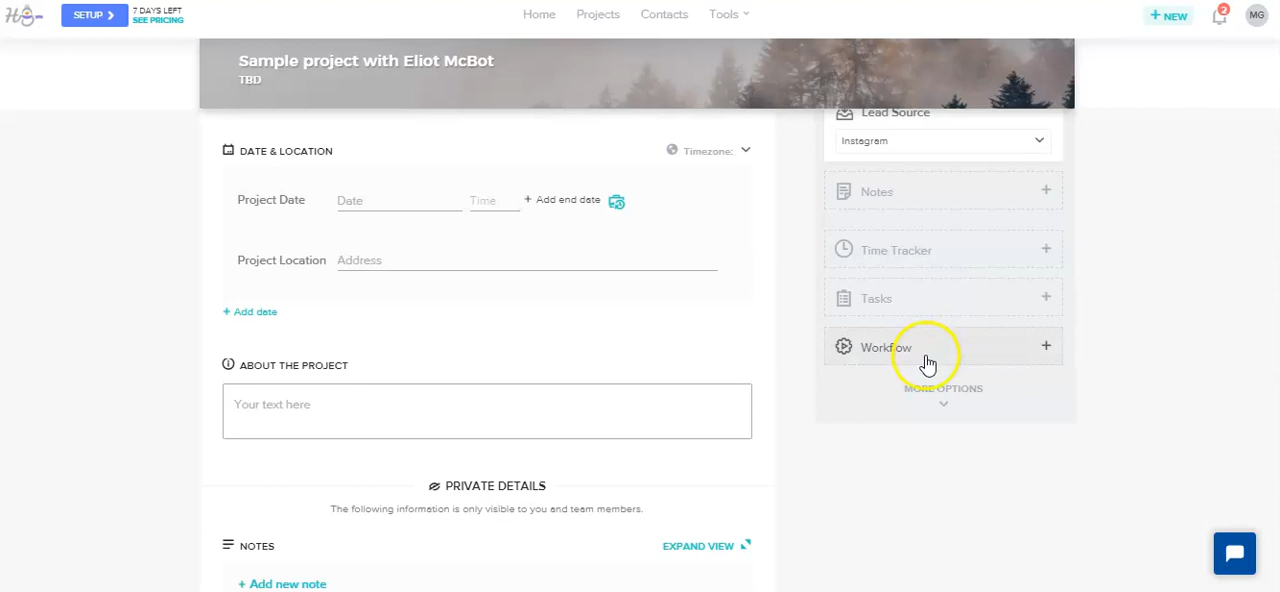 SETUP
7 DAYS LEFT
SEE PRICING
Home Projects Contacts Tools
+ NEW
2
MG
Sample project with Eliot McBot
TBD
DATE & LOCATION
Timezone:
Project Date
Date
Time
+ Add end date
Project Location
Address
+ Add date
ABOUT THE PROJECT
Your text here
PRIVATE DETAILS
The following information is only visible to you and team members.
NOTES
EXPAND VIEW
+ Add new note
Lead Source
Instagram
Notes +
Time Tracker +
Tasks +
Workflow +
MORE OPTIONS